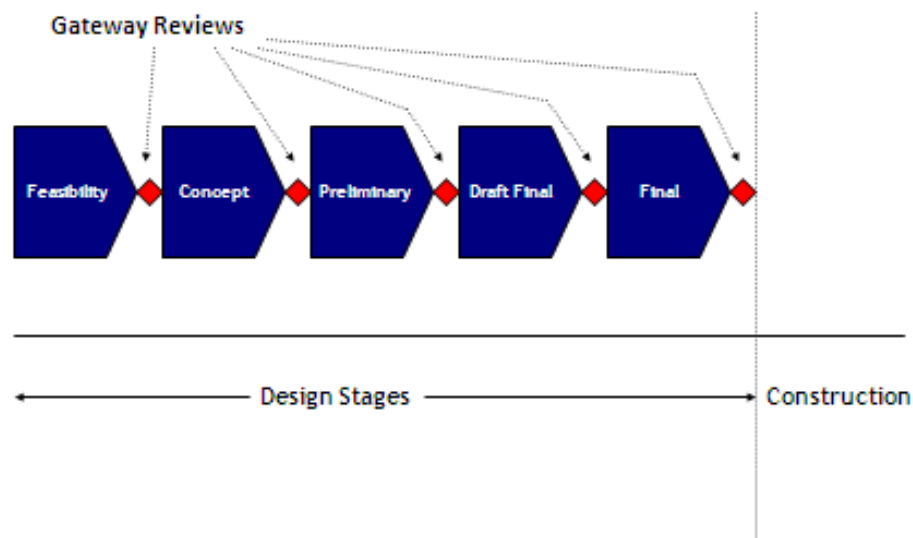 Gateway Reviews
Feasibility
Concept
Preliminary
Draft Final
Final
Design Stages
Construction